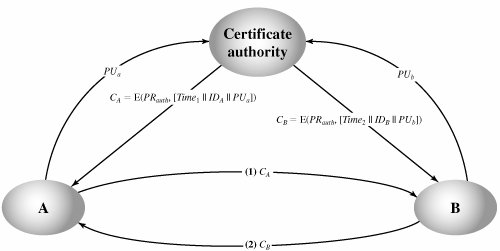 Certificate
authority
PUa
PUb
CA = E(PRauth, [Time1 || IDA || PUa])
CB = E(PRauth, [Time2 || IDB || PUb])
(1) CA
A
B
(2) CB